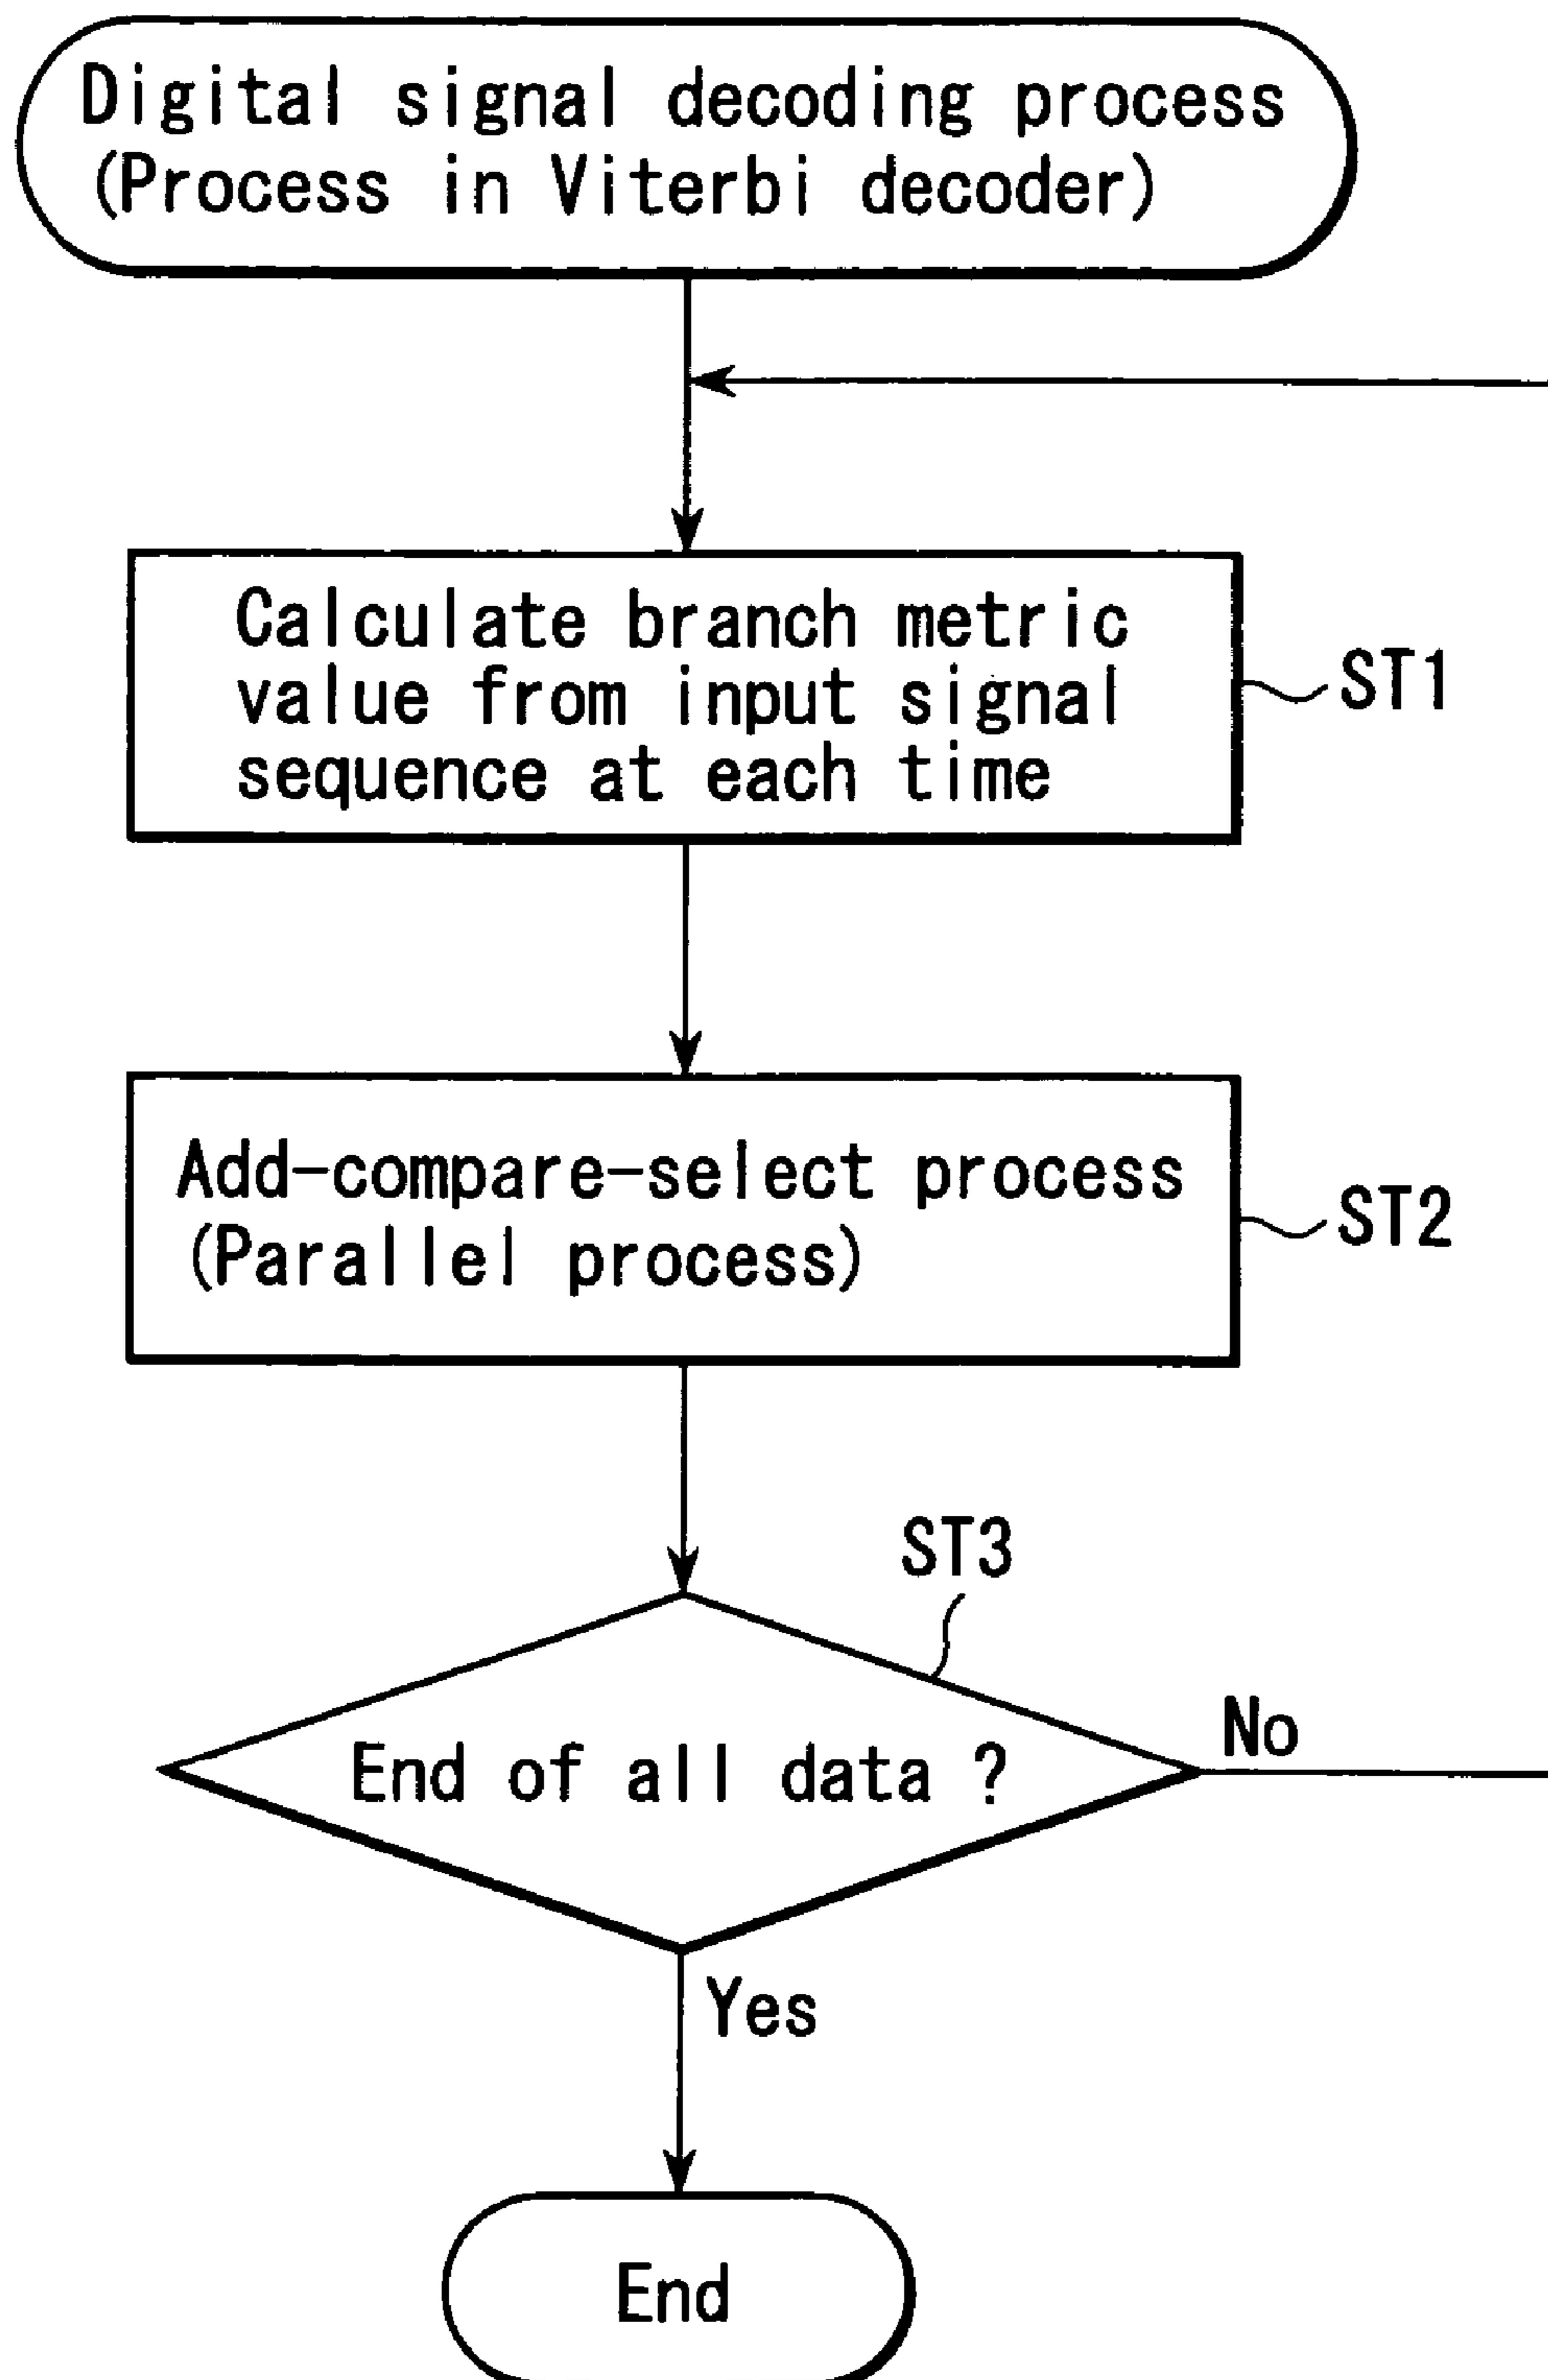 Digital signal decoding process
(Process in Viterbi decoder)
Calculate branch metric
value from input signal
sequence at each time
ST1
Add-compare-select process
(Parallel process)
ST2
ST3
End of all data ?
No
Yes
End